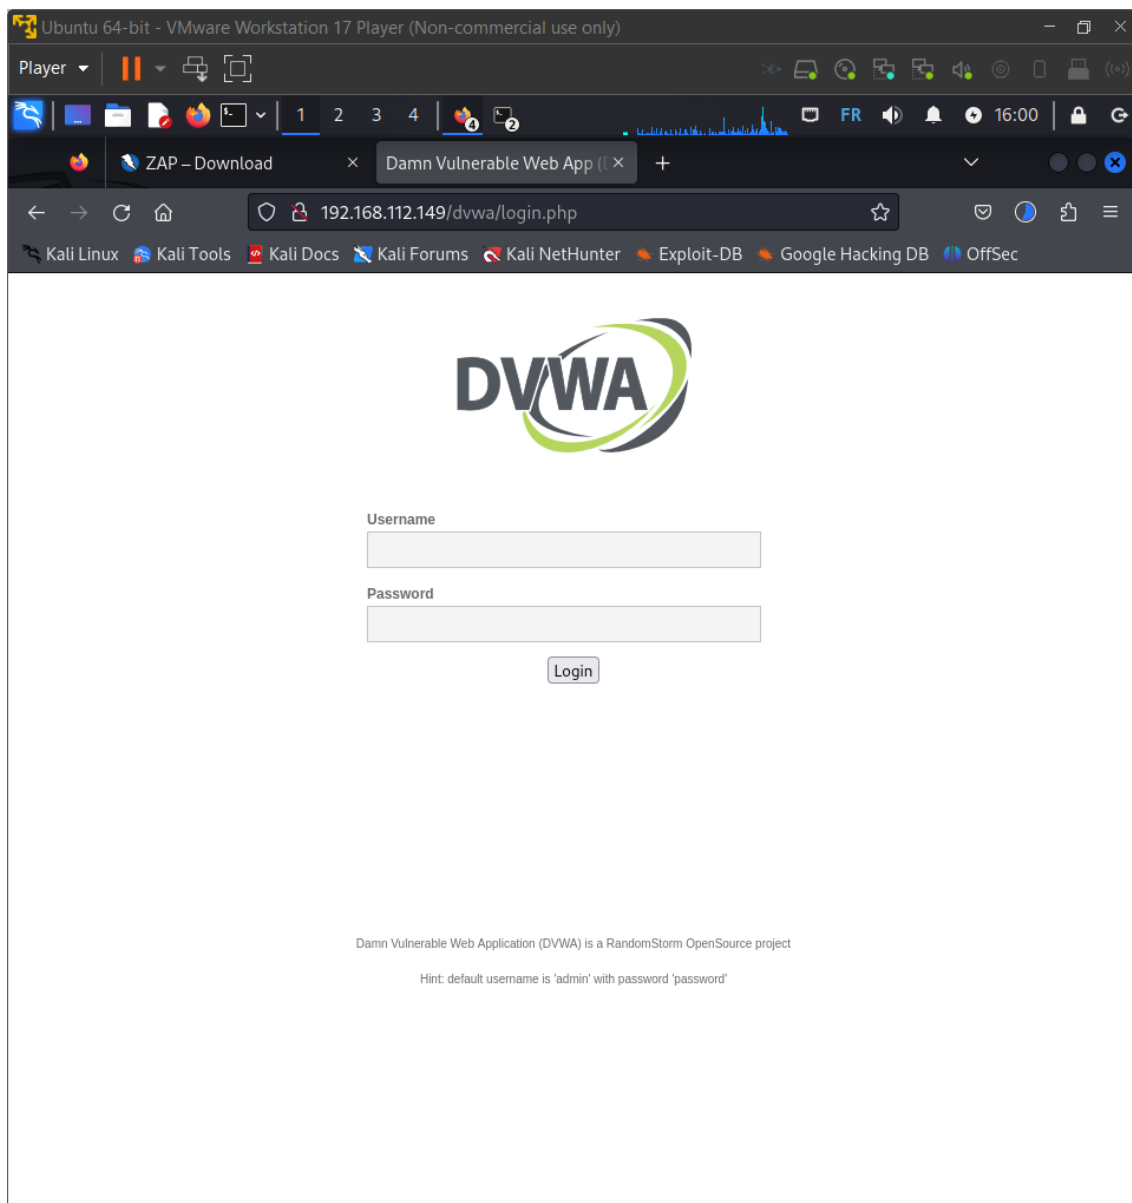 Ubuntu 64-bit - VMware Workstation 17 Player (Non-commercial use only)
Player
1 2 3 4 4 2 FR 16:00
ZAP – Download Damn Vulnerable Web App (
192.168.112.149/dvwa/login.php
Kali Linux Kali Tools Kali Docs Kali Forums Kali NetHunter Exploit-DB Google Hacking DB OffSec
DVWA
Username
Password
Login
Damn Vulnerable Web Application (DVWA) is a RandomStorm OpenSource project
Hint: default username is 'admin' with password 'password'